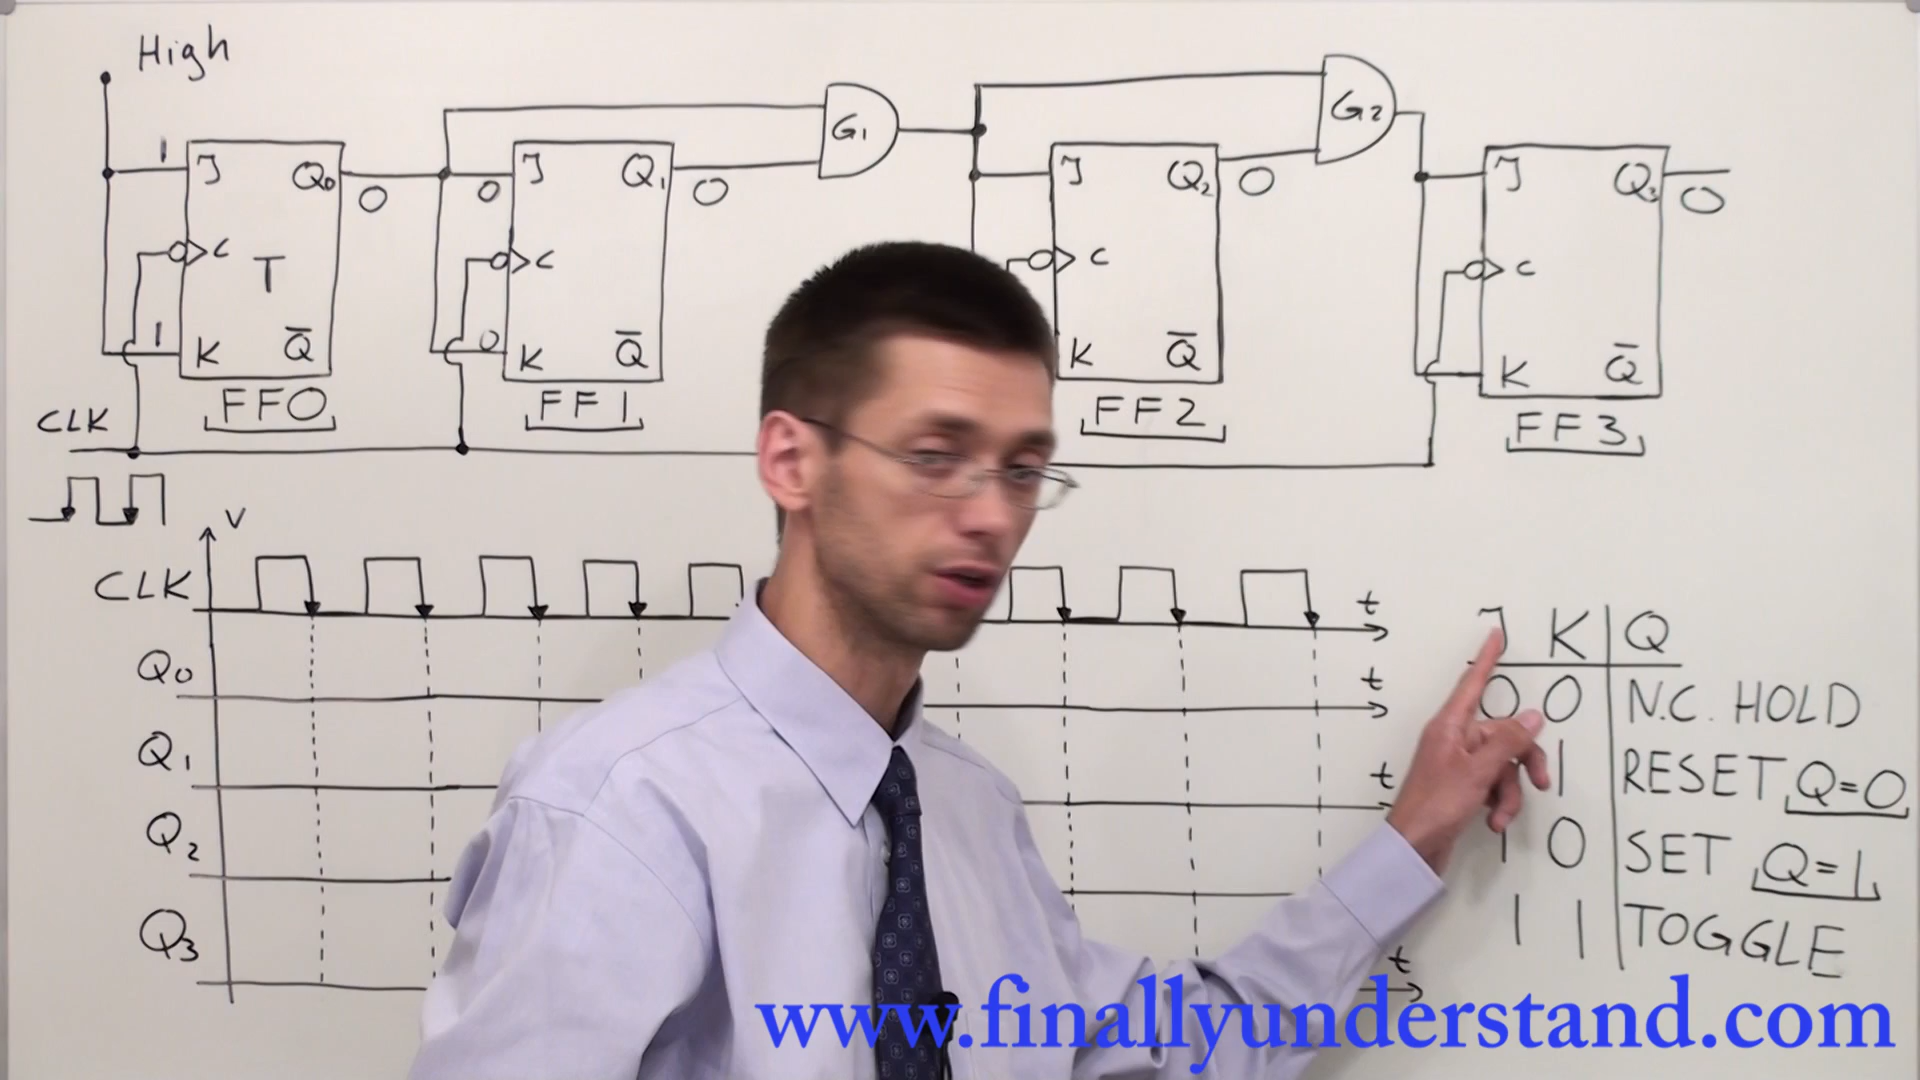 High
1 J Q0 0 0 J Q1 0 G1 J Q2 0 G2 J Q3 0
C C C C
T
1 K Q̅ 0 K Q̅ K Q̅ K Q̅
FF0 FF1 FF2 FF3
CLK
V
CLK t
Q0 t
Q1 t
Q2
Q3 t
J K Q
0 0 N.C. HOLD
1 RESET Q=0
1 0 SET Q=1
1 1 TOGGLE
www.finallyunderstand.com